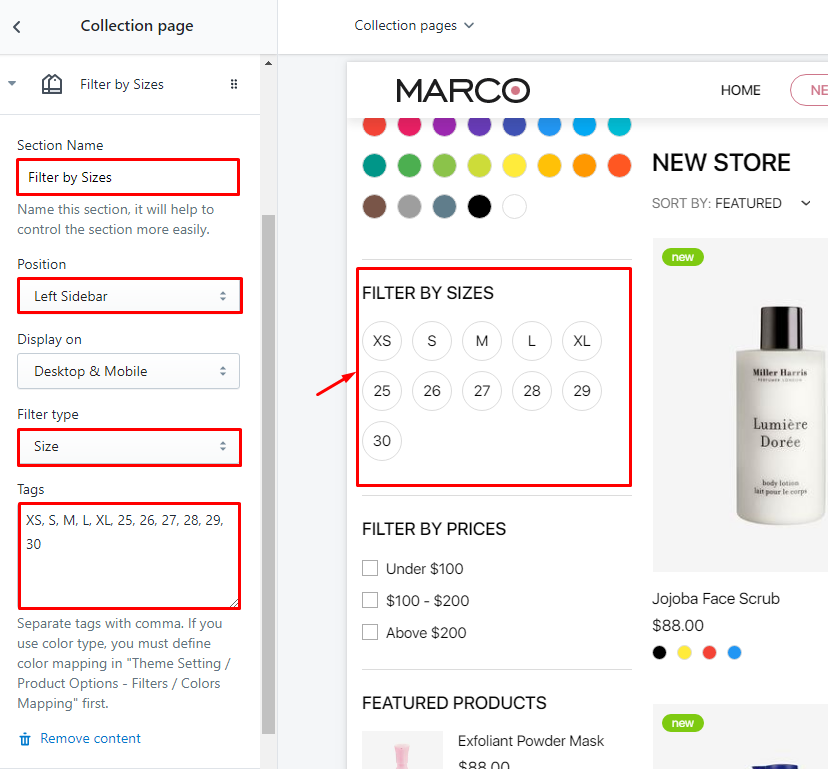 Collection page
Filter by Sizes
Section Name
Filter by Sizes
Name this section, it will help to
control the section more easily.
Position
Left Sidebar
Display on
Desktop & Mobile
Filter type
Size
Tags
XS, S, M, L, XL, 25, 26, 27, 28, 29,
30
Separate tags with comma. If you
use color type, you must define
color mapping in "Theme Setting /
Product Options - Filters / Colors
Mapping" first.
Remove content
Collection pages
MARCO
HOME
NE
FILTER BY SIZES
XS S M L XL
25 26 27 28 29
30
FILTER BY PRICES
Under $100
$100 - $200
Above $200
FEATURED PRODUCTS
Exfoliant Powder Mask
$88.00
NEW STORE
SORT BY: FEATURED
new
Miller Harris
PERFUMER LONDON
Lumière
Dorée
body lotion
lait pour le corps
Jojoba Face Scrub
$88.00
new